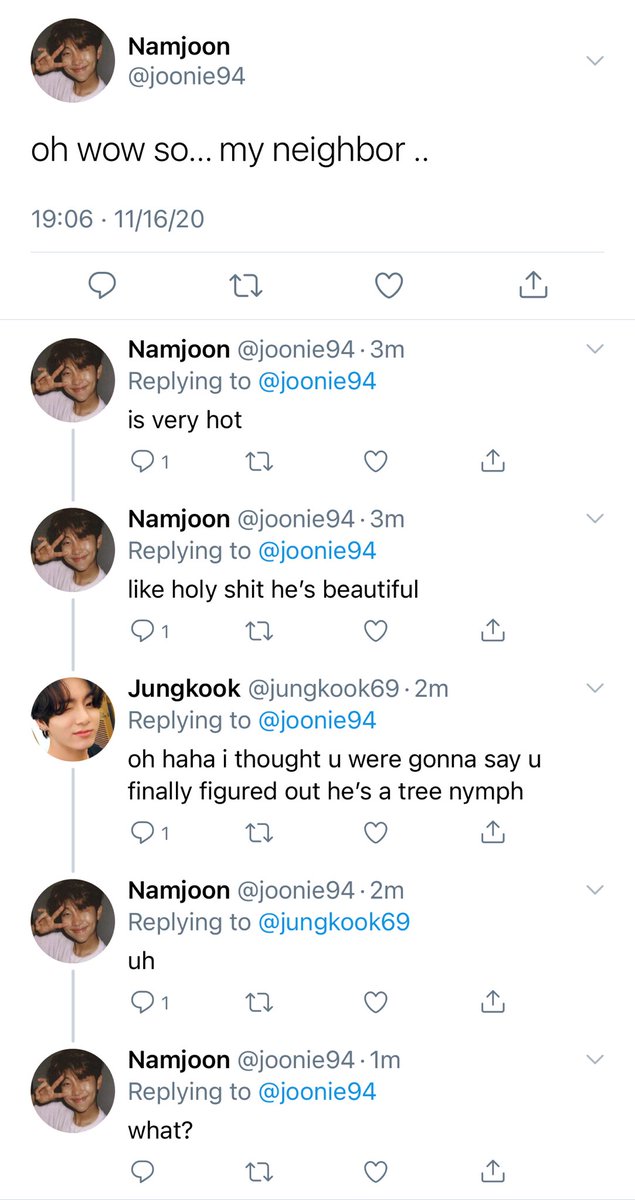 Namjoon
@joonie94
oh wow so... my neighbor ..
19:06 · 11/16/20
Namjoon @joonie94 · 3m
Replying to @joonie94
is very hot
1
Namjoon @joonie94 · 3m
Replying to @joonie94
like holy shit he’s beautiful
1
Jungkook @jungkook69 · 2m
Replying to @joonie94
oh haha i thought u were gonna say u
finally figured out he’s a tree nymph
1
Namjoon @joonie94 · 2m
Replying to @jungkook69
uh
1
Namjoon @joonie94 · 1m
Replying to @joonie94
what?